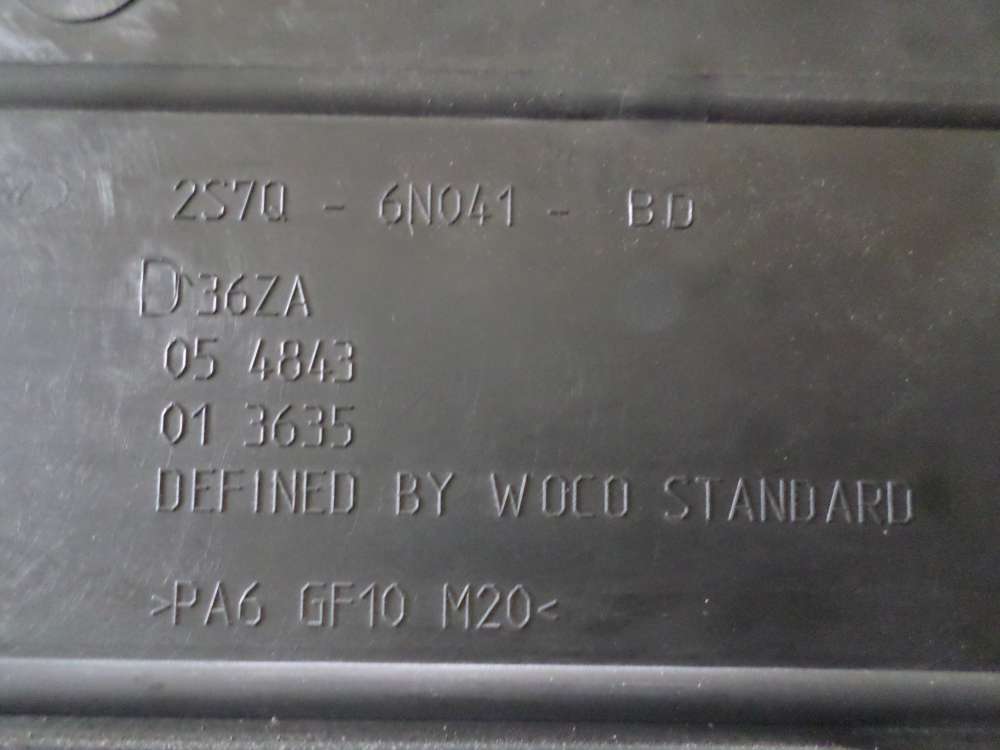 2S7Q - 6N041 - BD
D36ZA
05 4843
01 3635
DEFINED BY WOCO STANDARD
>PA6 GF10 M20<